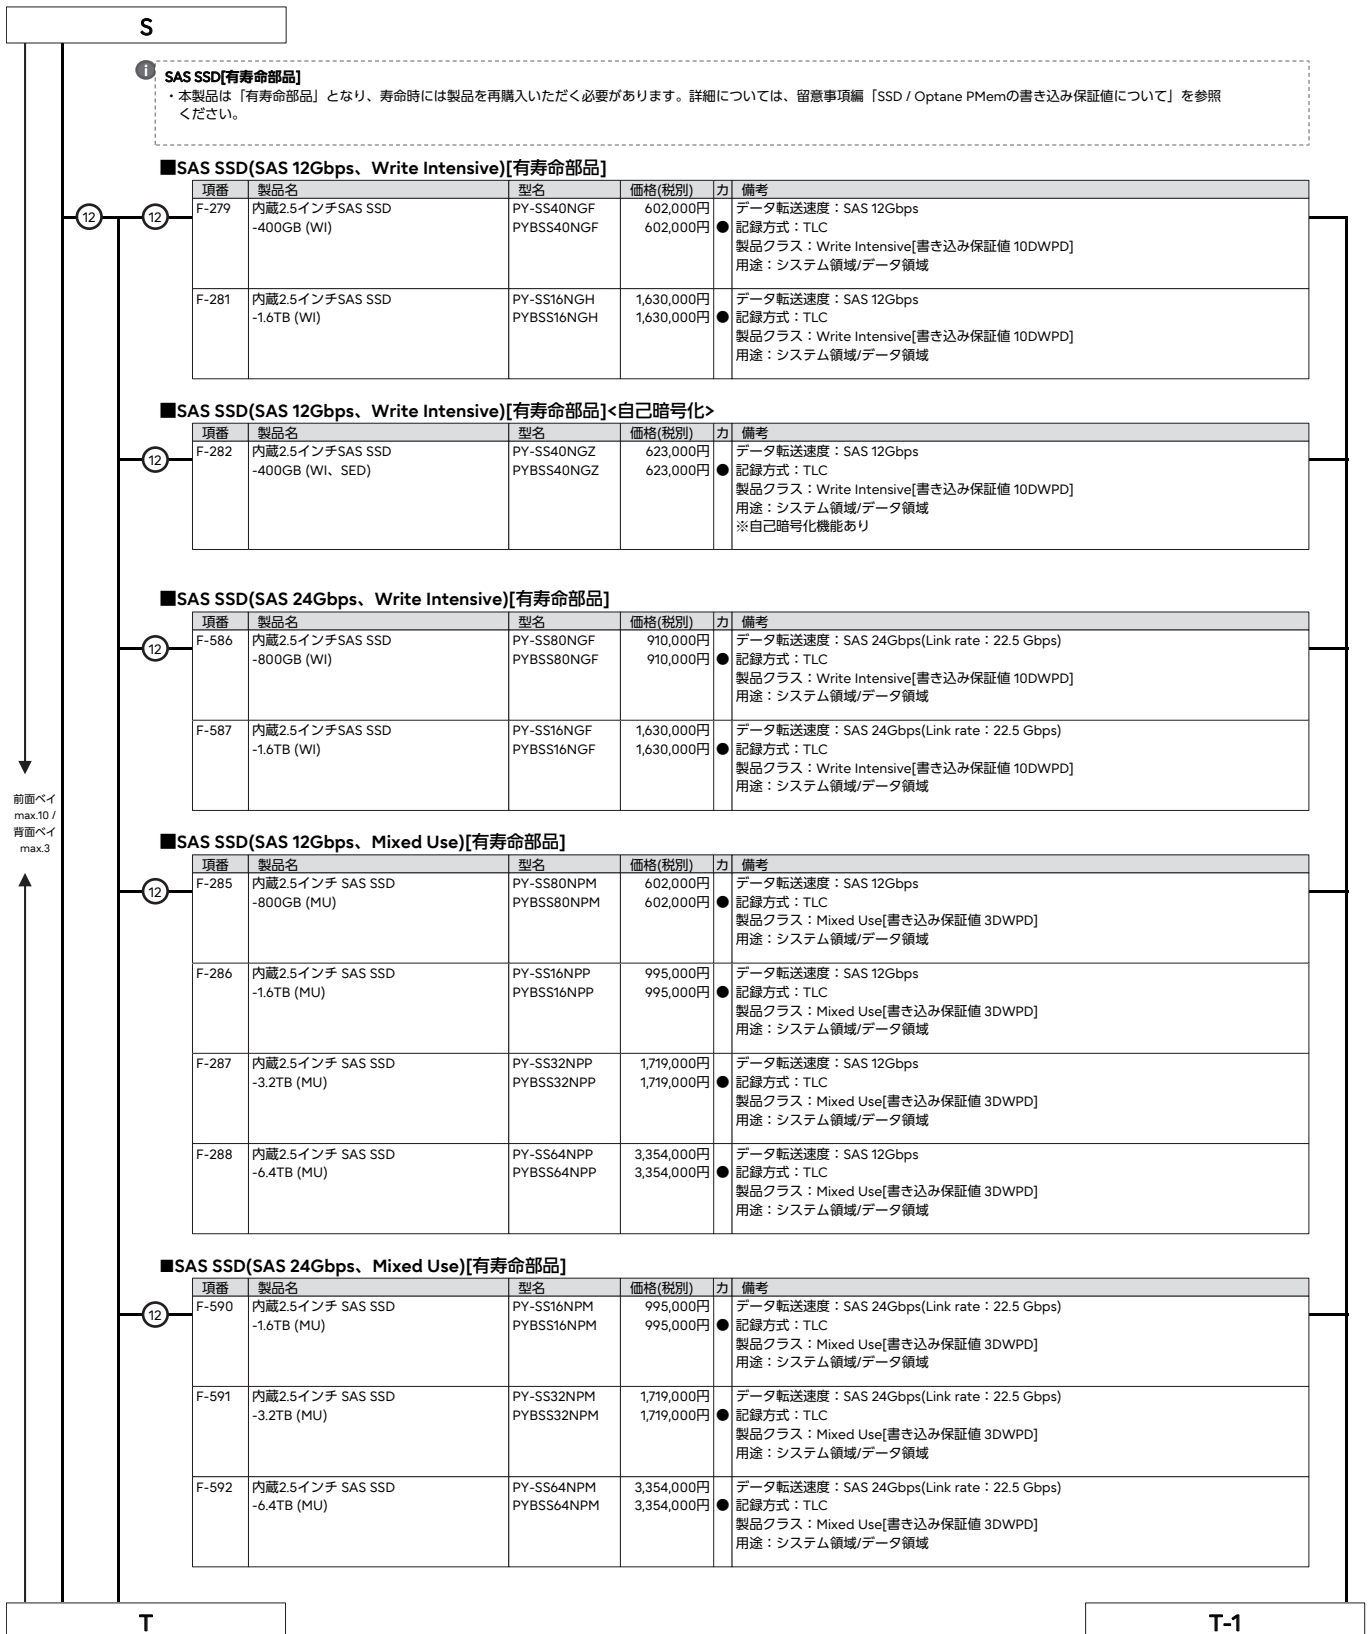 S
SAS SSD[有寿命部品]
・本製品は「有寿命部品」となり、寿命時には製品を再購入いただく必要があります。詳細については、留意事項編「SSD / Optane PMemの書き込み保証値について」を参照
ください。
■SAS SSD(SAS 12Gbps、Write Intensive)[有寿命部品]
項番 製品名 型名 価格(税別) カ 備考
12 12 F-279 内蔵2.5インチSAS SSD PY-SS40NGF 602,000円 データ転送速度：SAS 12Gbps
-400GB (WI) PYBSS40NGF 602,000円 ● 記録方式：TLC
製品クラス：Write Intensive[書き込み保証値 10DWPD]
用途：システム領域/データ領域
F-281 内蔵2.5インチSAS SSD PY-SS16NGH 1,630,000円 データ転送速度：SAS 12Gbps
-1.6TB (WI) PYBSS16NGH 1,630,000円 ● 記録方式：TLC
製品クラス：Write Intensive[書き込み保証値 10DWPD]
用途：システム領域/データ領域
■SAS SSD(SAS 12Gbps、Write Intensive)[有寿命部品]<自己暗号化>
項番 製品名 型名 価格(税別) カ 備考
12 F-282 内蔵2.5インチSAS SSD PY-SS40NGZ 623,000円 データ転送速度：SAS 12Gbps
-400GB (WI、SED) PYBSS40NGZ 623,000円 ● 記録方式：TLC
製品クラス：Write Intensive[書き込み保証値 10DWPD]
用途：システム領域/データ領域
※自己暗号化機能あり
■SAS SSD(SAS 24Gbps、Write Intensive)[有寿命部品]
項番 製品名 型名 価格(税別) カ 備考
12 F-586 内蔵2.5インチSAS SSD PY-SS80NGF 910,000円 データ転送速度：SAS 24Gbps(Link rate：22.5 Gbps)
-800GB (WI) PYBSS80NGF 910,000円 ● 記録方式：TLC
製品クラス：Write Intensive[書き込み保証値 10DWPD]
用途：システム領域/データ領域
F-587 内蔵2.5インチSAS SSD PY-SS16NGF 1,630,000円 データ転送速度：SAS 24Gbps(Link rate：22.5 Gbps)
-1.6TB (WI) PYBSS16NGF 1,630,000円 ● 記録方式：TLC
製品クラス：Write Intensive[書き込み保証値 10DWPD]
用途：システム領域/データ領域
前面ベイ
max.10 /
背面ベイ
max.3
■SAS SSD(SAS 12Gbps、Mixed Use)[有寿命部品]
項番 製品名 型名 価格(税別) カ 備考
12 F-285 内蔵2.5インチ SAS SSD PY-SS80NPM 602,000円 データ転送速度：SAS 12Gbps
-800GB (MU) PYBSS80NPM 602,000円 ● 記録方式：TLC
製品クラス：Mixed Use[書き込み保証値 3DWPD]
用途：システム領域/データ領域
F-286 内蔵2.5インチ SAS SSD PY-SS16NPP 995,000円 データ転送速度：SAS 12Gbps
-1.6TB (MU) PYBSS16NPP 995,000円 ● 記録方式：TLC
製品クラス：Mixed Use[書き込み保証値 3DWPD]
用途：システム領域/データ領域
F-287 内蔵2.5インチ SAS SSD PY-SS32NPP 1,719,000円 データ転送速度：SAS 12Gbps
-3.2TB (MU) PYBSS32NPP 1,719,000円 ● 記録方式：TLC
製品クラス：Mixed Use[書き込み保証値 3DWPD]
用途：システム領域/データ領域
F-288 内蔵2.5インチ SAS SSD PY-SS64NPP 3,354,000円 データ転送速度：SAS 12Gbps
-6.4TB (MU) PYBSS64NPP 3,354,000円 ● 記録方式：TLC
製品クラス：Mixed Use[書き込み保証値 3DWPD]
用途：システム領域/データ領域
■SAS SSD(SAS 24Gbps、Mixed Use)[有寿命部品]
項番 製品名 型名 価格(税別) カ 備考
12 F-590 内蔵2.5インチ SAS SSD PY-SS16NPM 995,000円 データ転送速度：SAS 24Gbps(Link rate：22.5 Gbps)
-1.6TB (MU) PYBSS16NPM 995,000円 ● 記録方式：TLC
製品クラス：Mixed Use[書き込み保証値 3DWPD]
用途：システム領域/データ領域
F-591 内蔵2.5インチ SAS SSD PY-SS32NPM 1,719,000円 データ転送速度：SAS 24Gbps(Link rate：22.5 Gbps)
-3.2TB (MU) PYBSS32NPM 1,719,000円 ● 記録方式：TLC
製品クラス：Mixed Use[書き込み保証値 3DWPD]
用途：システム領域/データ領域
F-592 内蔵2.5インチ SAS SSD PY-SS64NPM 3,354,000円 データ転送速度：SAS 24Gbps(Link rate：22.5 Gbps)
-6.4TB (MU) PYBSS64NPM 3,354,000円 ● 記録方式：TLC
製品クラス：Mixed Use[書き込み保証値 3DWPD]
用途：システム領域/データ領域
T T-1